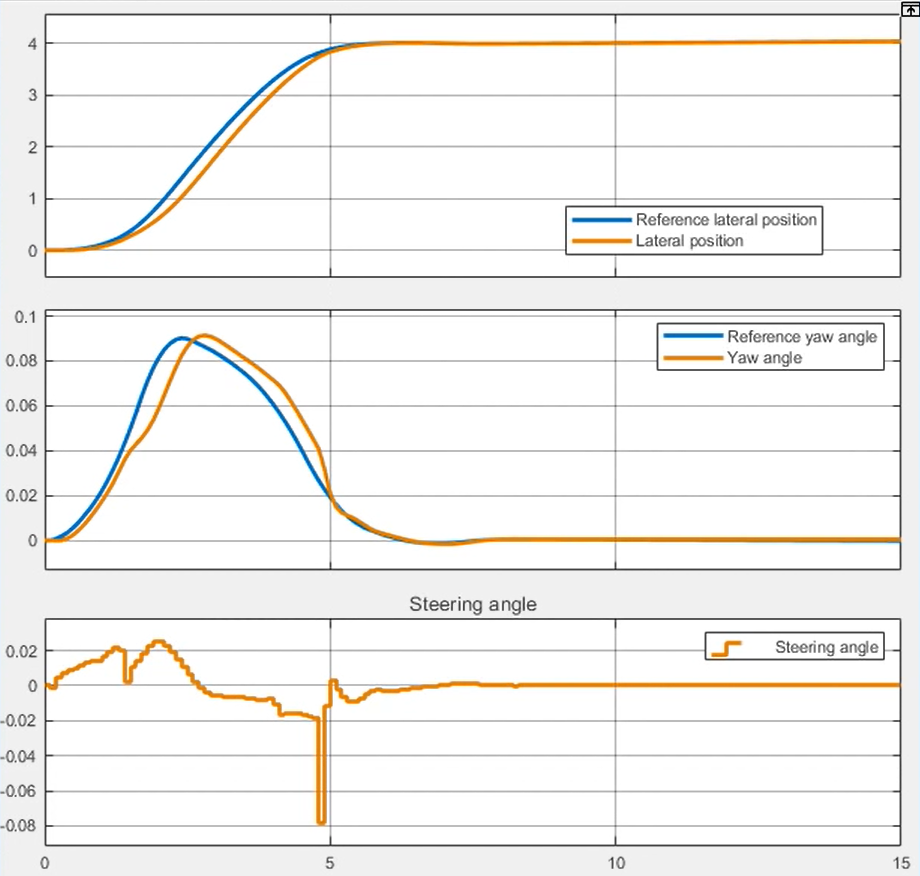 4
3
2
1
0
Reference lateral position
Lateral position
0.1
0.08
0.06
0.04
0.02
0
Reference yaw angle
Yaw angle
Steering angle
0.02
0
-0.02
-0.04
-0.06
-0.08
Steering angle
0 5 10 15